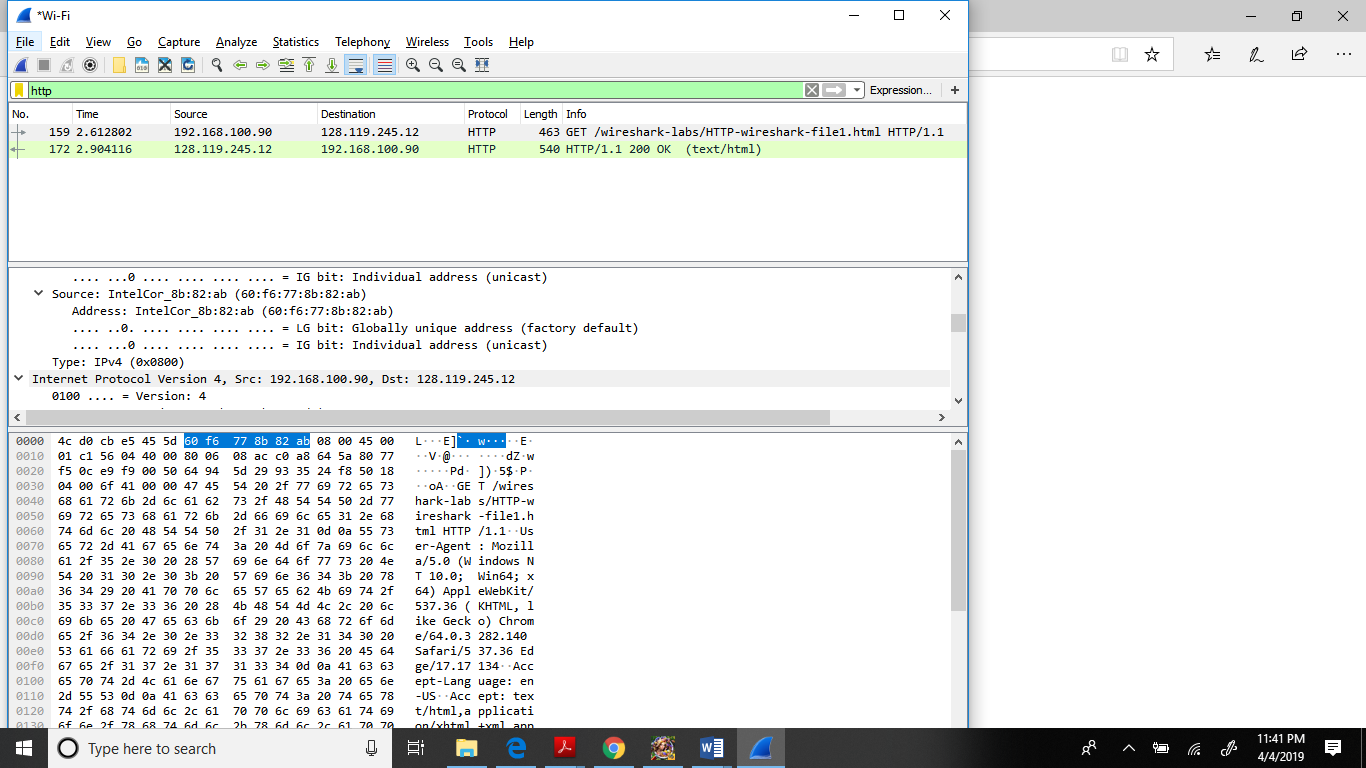 *Wi-Fi
File Edit View Go Capture Analyze Statistics Telephony Wireless Tools Help
http Expression... +
No. Time Source Destination Protocol Length Info
159 2.612802 192.168.100.90 128.119.245.12 HTTP 463 GET /wireshark-labs/HTTP-wireshark-file1.html HTTP/1.1
172 2.904116 128.119.245.12 192.168.100.90 HTTP 540 HTTP/1.1 200 OK (text/html)
.... ...0 .... .... .... .... = IG bit: Individual address (unicast)
Source: IntelCor_8b:82:ab (60:f6:77:8b:82:ab)
Address: IntelCor_8b:82:ab (60:f6:77:8b:82:ab)
.... ..0. .... .... .... .... = LG bit: Globally unique address (factory default)
.... ...0 .... .... .... .... = IG bit: Individual address (unicast)
Type: IPv4 (0x0800)
Internet Protocol Version 4, Src: 192.168.100.90, Dst: 128.119.245.12
0100 .... = Version: 4
0000 4c d0 cb e5 45 5d 60 f6 77 8b 82 ab 08 00 45 00 L···E]`· w·····E·
0010 01 c1 56 04 40 00 80 06 08 ac c0 a8 64 5a 80 77 ··V·@··· ····dZ·w
0020 f5 0c e9 f9 00 50 64 94 5d 29 93 35 24 f8 50 18 ·····Pd· ])·5$·P·
0030 04 00 6f 41 00 00 47 45 54 20 2f 77 69 72 65 73 ··oA··GE T /wires
0040 68 61 72 6b 2d 6c 61 62 73 2f 48 54 54 50 2d 77 hark-lab s/HTTP-w
0050 69 72 65 73 68 61 72 6b 2d 66 69 6c 65 31 2e 68 ireshark -file1.h
0060 74 6d 6c 20 48 54 54 50 2f 31 2e 31 0d 0a 55 73 tml HTTP /1.1··Us
0070 65 72 2d 41 67 65 6e 74 3a 20 4d 6f 7a 69 6c 6c er-Agent : Mozill
0080 61 2f 35 2e 30 20 28 57 69 6e 64 6f 77 73 20 4e a/5.0 (W indows N
0090 54 20 31 30 2e 30 3b 20 57 69 6e 36 34 3b 20 78 T 10.0;  Win64; x
00a0 36 34 29 20 41 70 70 6c 65 57 65 62 4b 69 74 2f 64) Appl eWebKit/
00b0 35 33 37 2e 33 36 20 28 4b 48 54 4d 4c 2c 20 6c 537.36 ( KHTML, l
00c0 69 6b 65 20 47 65 63 6b 6f 29 20 43 68 72 6f 6d ike Geck o) Chrom
00d0 65 2f 36 34 2e 30 2e 33 32 38 32 2e 31 34 30 20 e/64.0.3 282.140
00e0 53 61 66 61 72 69 2f 35 33 37 2e 33 36 20 45 64 Safari/5 37.36 Ed
00f0 67 65 2f 31 37 2e 31 37 31 33 34 0d 0a 41 63 63 ge/17.17 134··Acc
0100 65 70 74 2d 4c 61 6e 67 75 61 67 65 3a 20 65 6e ept-Lang uage: en
0110 2d 55 53 0d 0a 41 63 63 65 70 74 3a 20 74 65 78 -US··Acc ept: tex
0120 74 2f 68 74 6d 6c 2c 61 70 70 6c 69 63 61 74 69 t/html,a pplicati
0130 6f 6e 2f 78 68 74 6d 6c 2b 78 6d 6c 2c 61 70 70 on/xhtml +xml,app
Type here to search
11:41 PM
4/4/2019